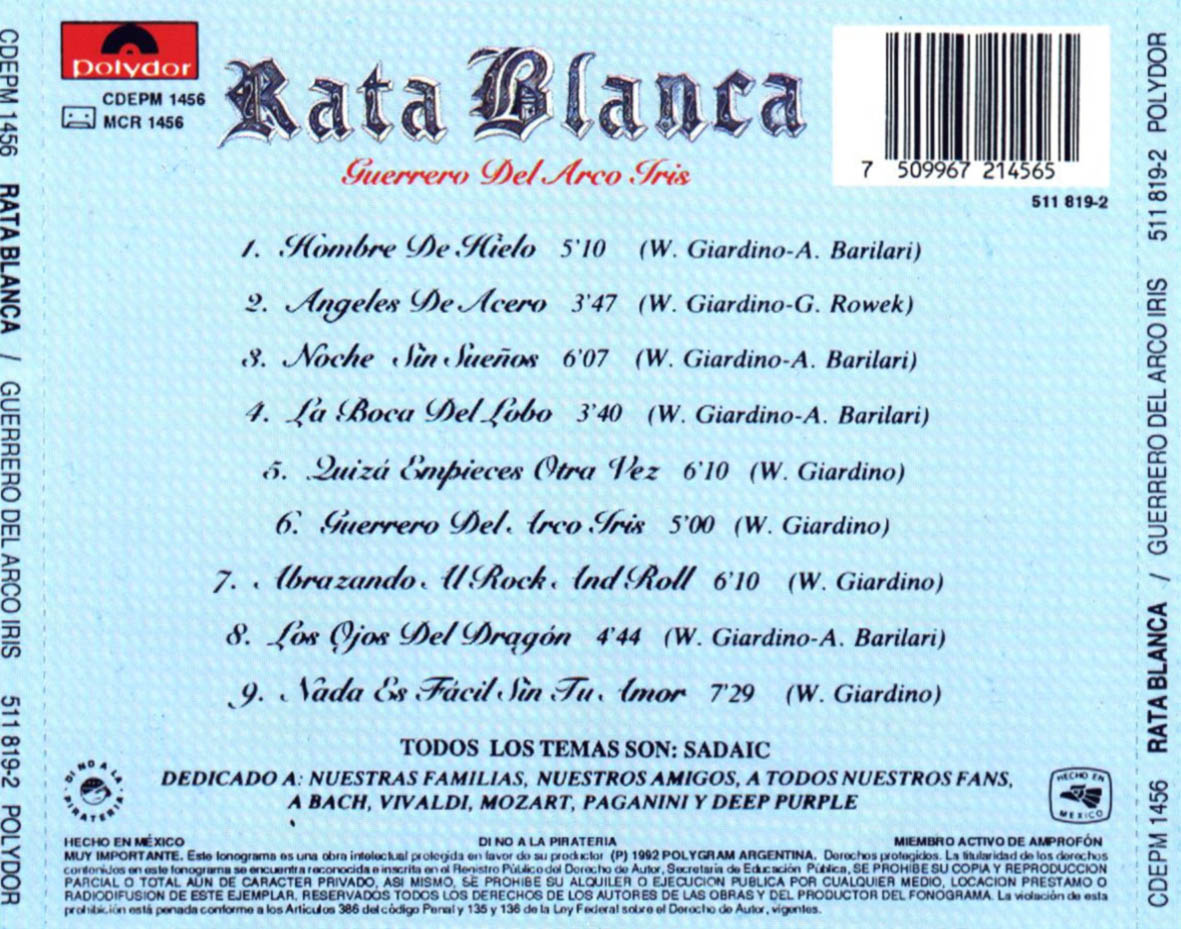 polydor
CDEPM 1456
MCR 1456
Rata Blanca
Guerrero Del Arco Iris
7 509967 214565
511 819-2
1. Hombre De Hielo 5'10 (W. Giardino-A. Barilari)
2. Angeles De Acero 3'47 (W. Giardino-G. Rowek)
3. Noche Sin Sueños 6'07 (W. Giardino-A. Barilari)
4. La Boca Del Lobo 3'40 (W. Giardino-A. Barilari)
5. Quizá Empieces Otra Vez 6'10 (W. Giardino)
6. Guerrero Del Arco Iris 5'00 (W. Giardino)
7. Abrazando Al Rock And Roll 6'10 (W. Giardino)
8. Los Ojos Del Dragón 4'44 (W. Giardino-A. Barilari)
9. Nada Es Fácil Sin Tu Amor 7'29 (W. Giardino)
TODOS LOS TEMAS SON: SADAIC
DEDICADO A: NUESTRAS FAMILIAS, NUESTROS AMIGOS, A TODOS NUESTROS FANS,
A BACH, VIVALDI, MOZART, PAGANINI Y DEEP PURPLE
DI NO A LA PIRATERIA
HECHO EN MEXICO
HECHO EN MÉXICO DI NO A LA PIRATERIA MIEMBRO ACTIVO DE AMPROFÓN
MUY IMPORTANTE. Este fonograma es una obra intelectual protegida en favor de su productor (P) 1992 POLYGRAM ARGENTINA. Derechos protegidos. La titularidad de los derechos
contenidos en este fonograma se encuentra reconocida e inscrita en el Registro Público del Derecho de Autor, Secretaría de Educación Pública, SE PROHIBE SU COPIA Y REPRODUCCION
PARCIAL O TOTAL AUN DE CARACTER PRIVADO, ASI MISMO, SE PROHIBE SU ALQUILER O EJECUCION PUBLICA POR CUALQUIER MEDIO, LOCACION PRESTAMO O
RADIODIFUSION DE ESTE EJEMPLAR, RESERVADOS TODOS LOS DERECHOS DE LOS AUTORES DE LAS OBRAS Y DEL PRODUCTOR DEL FONOGRAMA. La violación de esta
prohibición está penada conforme a los Artículos 386 del código Penal y 135 y 136 de la Ley Federal sobre el Derecho de Autor, vigentes.
CDEPM 1456 RATA BLANCA / GUERRERO DEL ARCO IRIS 511 819-2 POLYDOR
CDEPM 1456 RATA BLANCA / GUERRERO DEL ARCO IRIS 511 819-2 POLYDOR